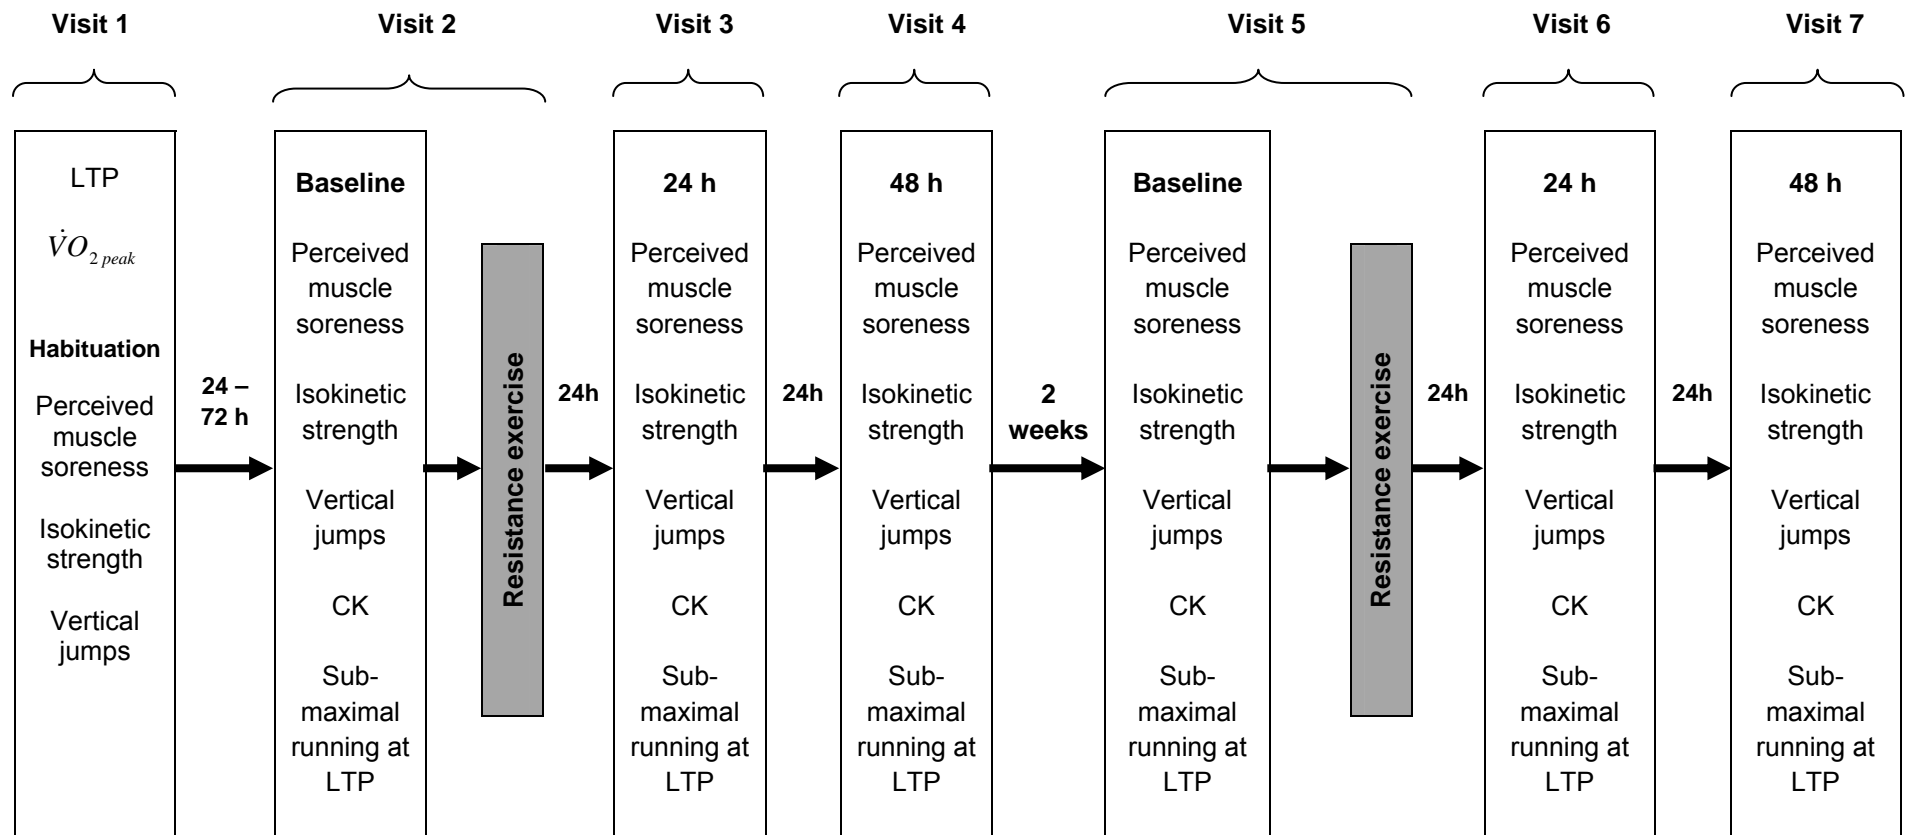 Visit 1
Visit 2
Visit 3
Visit 4
Visit 5
Visit 6
Visit 7
LTP
V̇O2 peak
Habituation
Perceived
muscle
soreness
Isokinetic
strength
Vertical
jumps
24 –
72 h
Baseline
Perceived
muscle
soreness
Isokinetic
strength
Vertical
jumps
CK
Sub-
maximal
running at
LTP
Resistance exercise
24h
24 h
Perceived
muscle
soreness
Isokinetic
strength
Vertical
jumps
CK
Sub-
maximal
running at
LTP
24h
48 h
Perceived
muscle
soreness
Isokinetic
strength
Vertical
jumps
CK
Sub-
maximal
running at
LTP
2
weeks
Baseline
Perceived
muscle
soreness
Isokinetic
strength
Vertical
jumps
CK
Sub-
maximal
running at
LTP
Resistance exercise
24h
24 h
Perceived
muscle
soreness
Isokinetic
strength
Vertical
jumps
CK
Sub-
maximal
running at
LTP
24h
48 h
Perceived
muscle
soreness
Isokinetic
strength
Vertical
jumps
CK
Sub-
maximal
running at
LTP